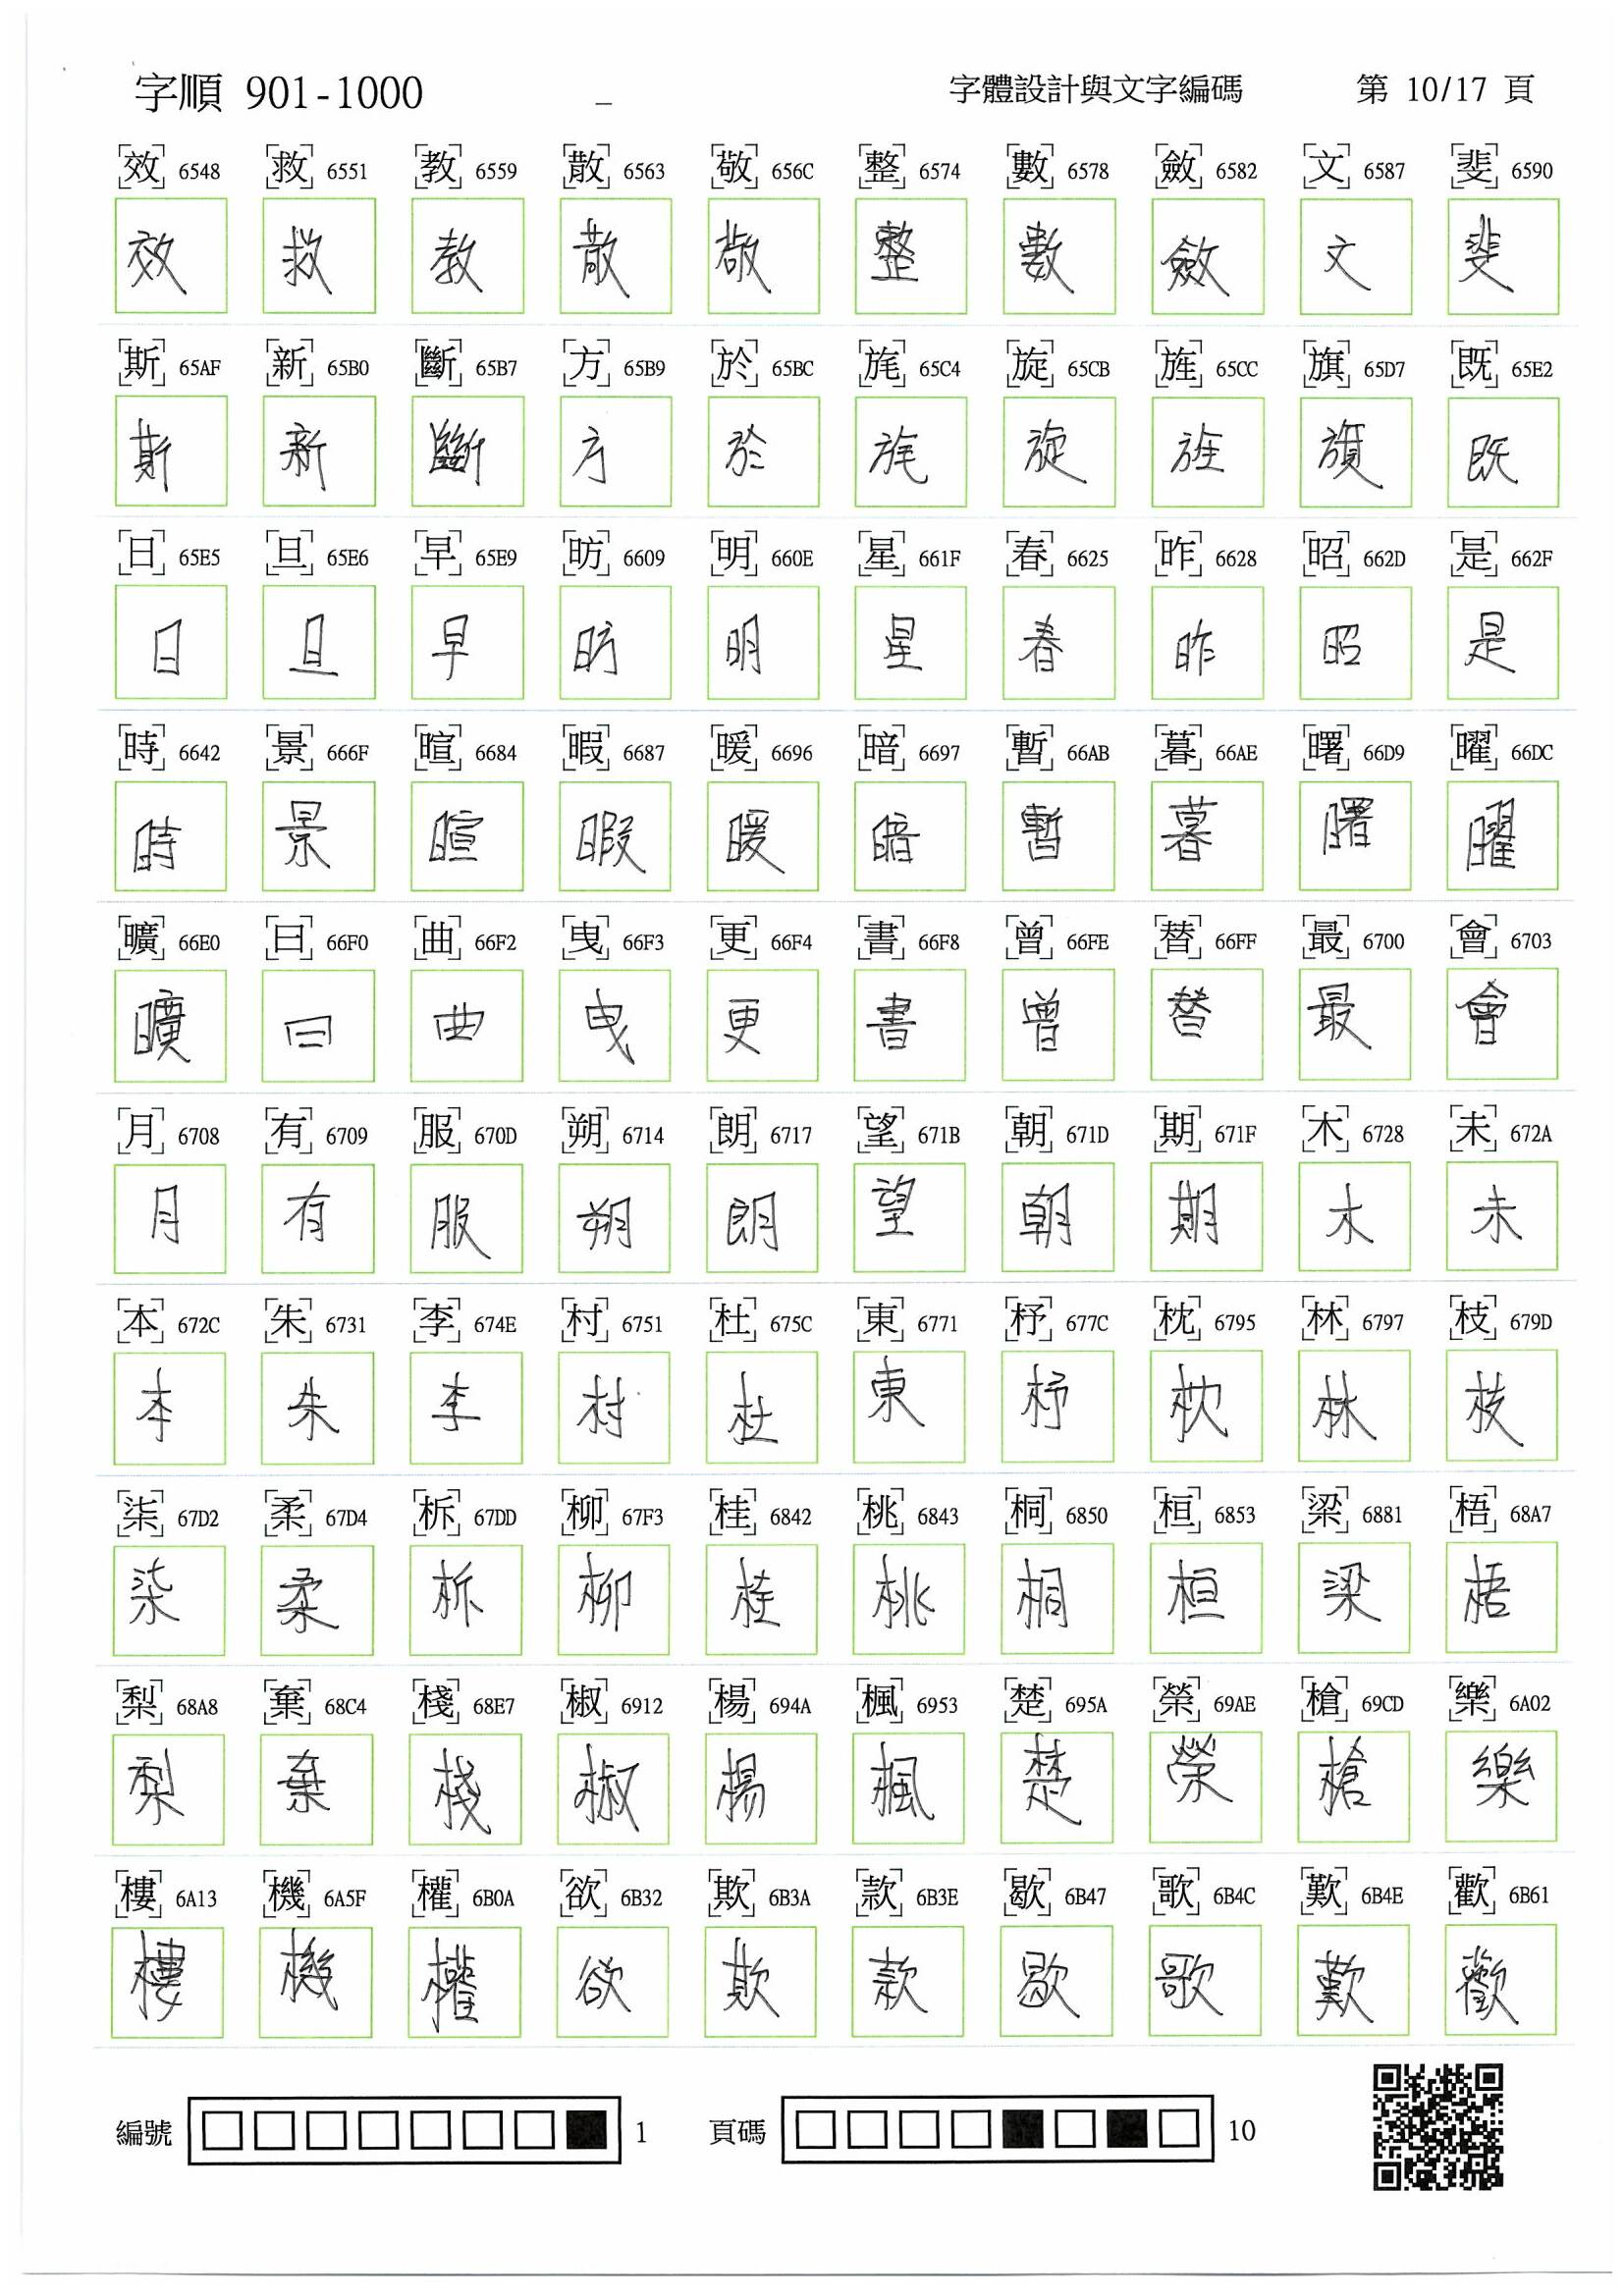 字順 901-1000 字體設計與文字編碼 第 10/17 頁
效 6548 救 6551 教 6559 散 6563 敬 656C 整 6574 數 6578 斂 6582 文 6587 斐 6590
效 救 教 散 敬 整 數 斂 文 斐
斯 65AF 新 65B0 斷 65B7 方 65B9 於 65BC 旄 65C4 旋 65CB 旌 65CC 旗 65D7 既 65E2
斯 新 斷 方 於 旄 旋 旌 旗 既
日 65E5 旦 65E6 早 65E9 昉 6609 明 660E 星 661F 春 6625 昨 6628 昭 662D 是 662F
日 旦 早 昉 明 星 春 昨 昭 是
時 6642 景 666F 暄 6684 暇 6687 暖 6696 暗 6697 暫 66AB 暮 66AE 曙 66D9 曜 66DC
時 景 暄 暇 暖 暗 暫 暮 曙 曜
曠 66E0 曰 66F0 曲 66F2 曳 66F3 更 66F4 書 66F8 曾 66FE 替 66FF 最 6700 會 6703
曠 曰 曲 曳 更 書 曾 替 最 會
月 6708 有 6709 服 670D 朔 6714 朗 6717 望 671B 朝 671D 期 671F 木 6728 未 672A
月 有 服 朔 朗 望 朝 期 木 未
本 672C 朱 6731 李 674E 村 6751 杜 675C 東 6771 杼 677C 枕 6795 林 6797 枝 679D
本 朱 李 村 杜 東 杼 枕 林 枝
柒 67D2 柔 67D4 柝 67DD 柳 67F3 桂 6842 桃 6843 桐 6850 桓 6853 梁 6881 梧 68A7
柒 柔 柝 柳 桂 桃 桐 桓 梁 梧
梨 68A8 棄 68C4 棧 68E7 椒 6912 楊 694A 楓 6953 楚 695A 榮 69AE 槍 69CD 樂 6A02
梨 棄 棧 椒 楊 楓 楚 榮 槍 樂
樓 6A13 機 6A5F 權 6B0A 欲 6B32 欺 6B3A 款 6B3E 歇 6B47 歌 6B4C 歎 6B4E 歡 6B61
樓 機 權 欲 欺 款 歇 歌 歎 歡
編號 1 頁碼 10